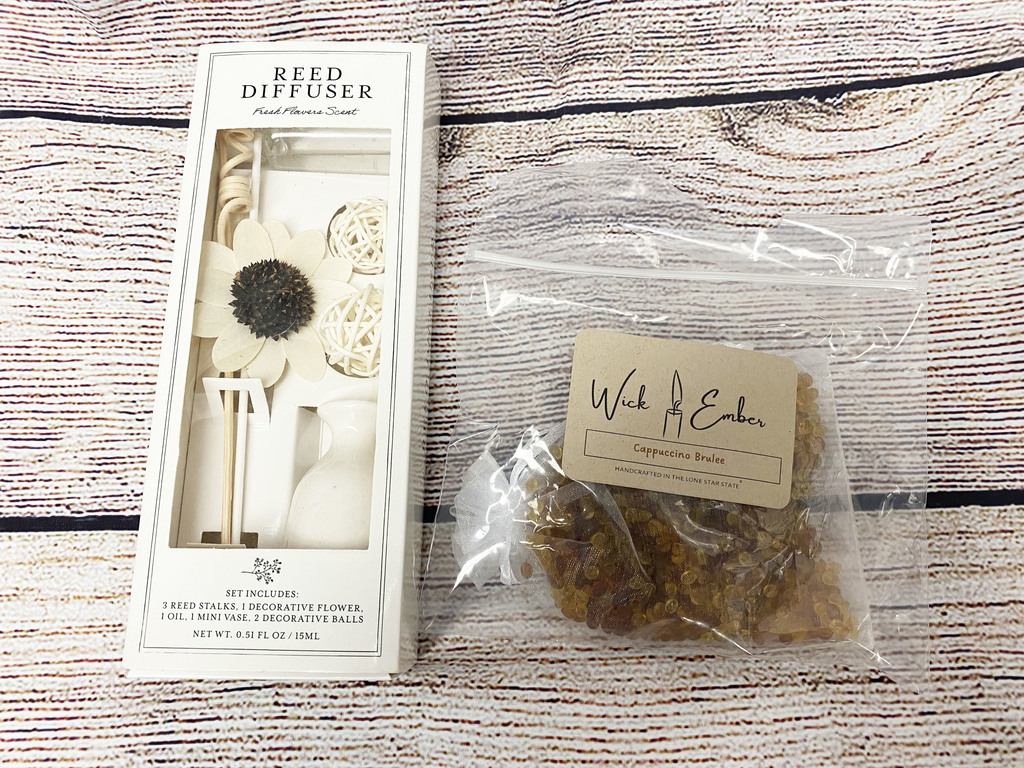 REED
DIFFUSER
Fresh Flowers Scent
SET INCLUDES:
3 REED STALKS, 1 DECORATIVE FLOWER,
1 OIL, 1 MINI VASE, 2 DECORATIVE BALLS
NET WT. 0.51 FL OZ / 15ML
Wick Ember
Cappuccino Brulee
HANDCRAFTED IN THE LONE STAR STATE